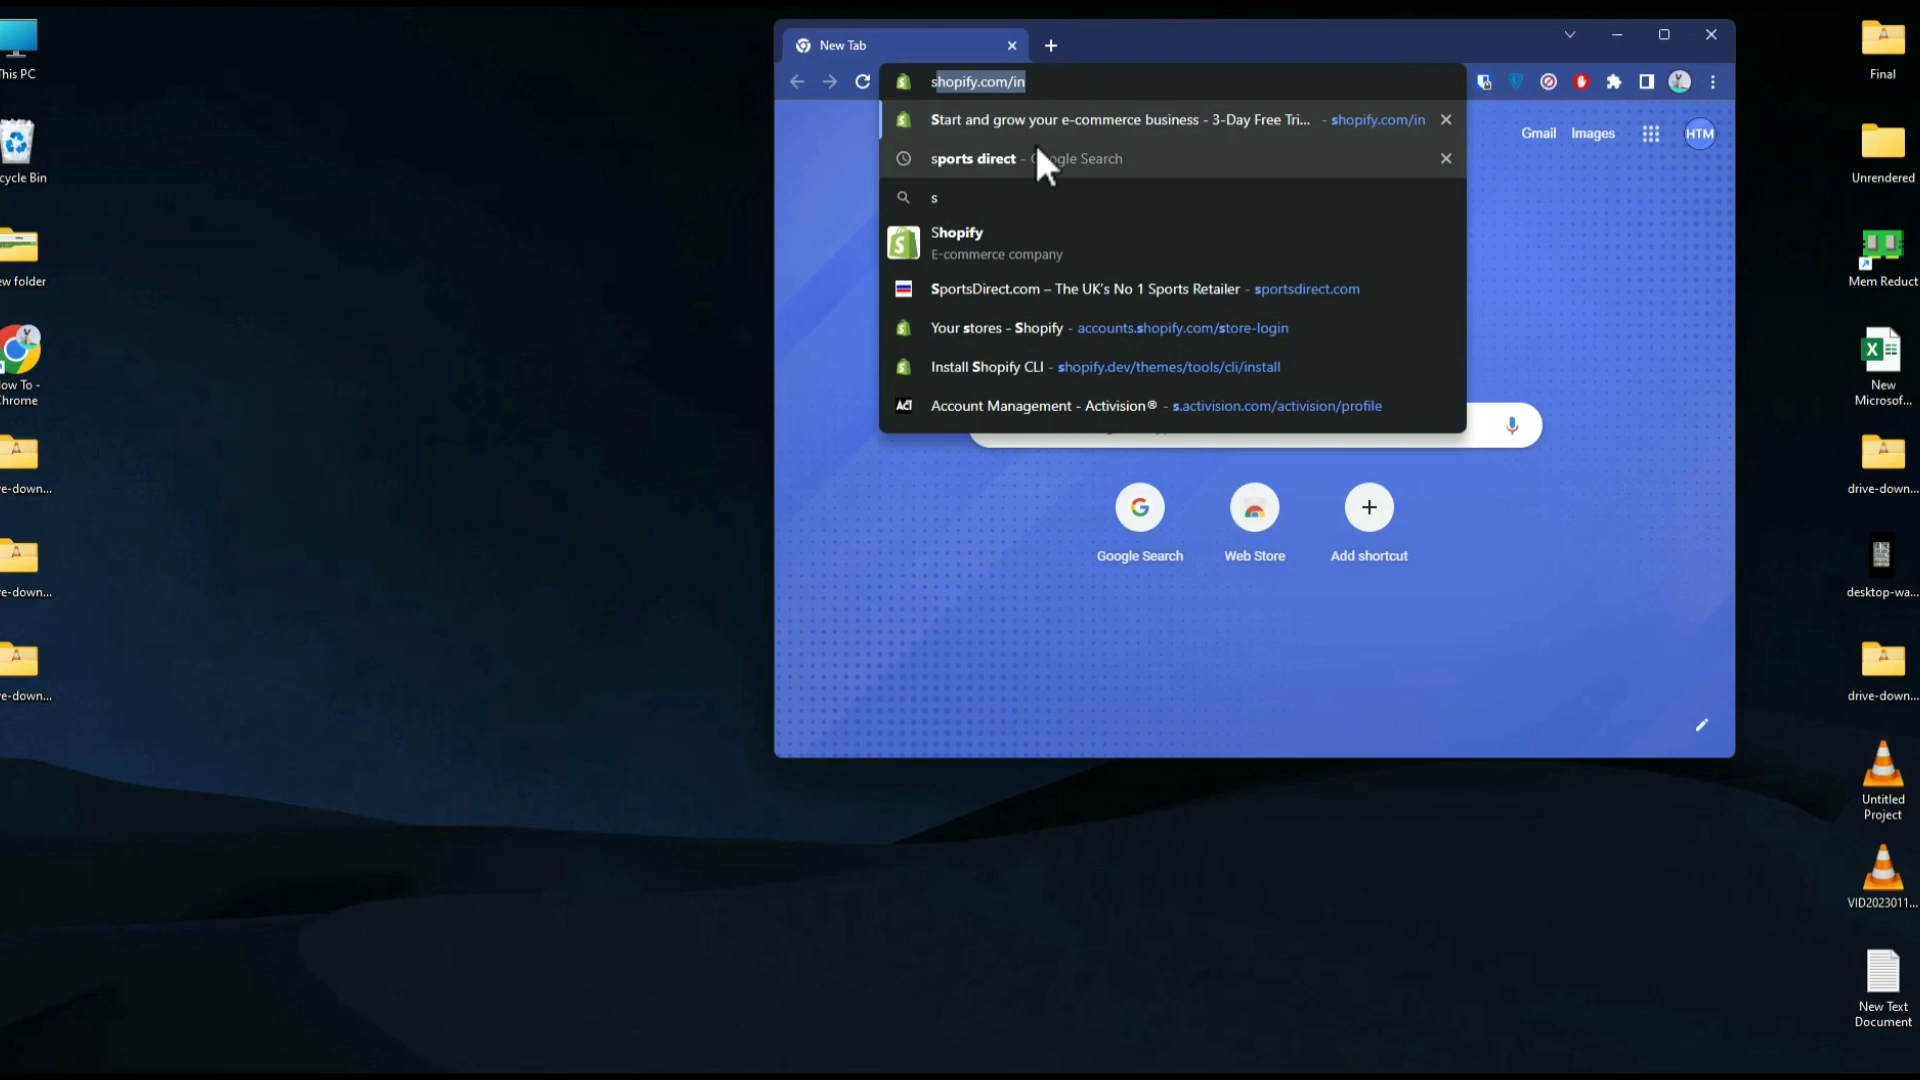 This PC
cycle Bin
ew folder
ow To -
Chrome
e-down...
e-down...
e-down...
New Tab
shopify.com/in
Start and grow your e-commerce business - 3-Day Free Tri... - shopify.com/in
sports direct - Google Search
s
Shopify
E-commerce company
SportsDirect.com – The UK's No 1 Sports Retailer - sportsdirect.com
Your stores - Shopify - accounts.shopify.com/store-login
Install Shopify CLI - shopify.dev/themes/tools/cli/install
Account Management - Activision® - s.activision.com/activision/profile
Gmail Images HTM
Google Search Web Store Add shortcut
Final
Unrendered
Mem Reduct
New
Microsof...
drive-down...
desktop-wa...
drive-down...
Untitled
Project
VID2023011...
New Text
Document